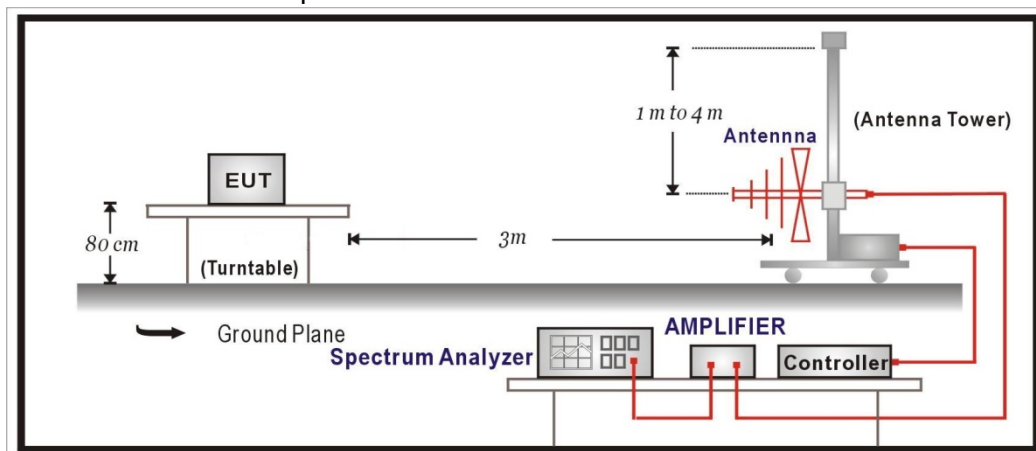 1 m to 4 m
(Antenna Tower)
Antennna
EUT
80 cm
3m
(Turntable)
Ground Plane
AMPLIFIER
Spectrum Analyzer
Controller